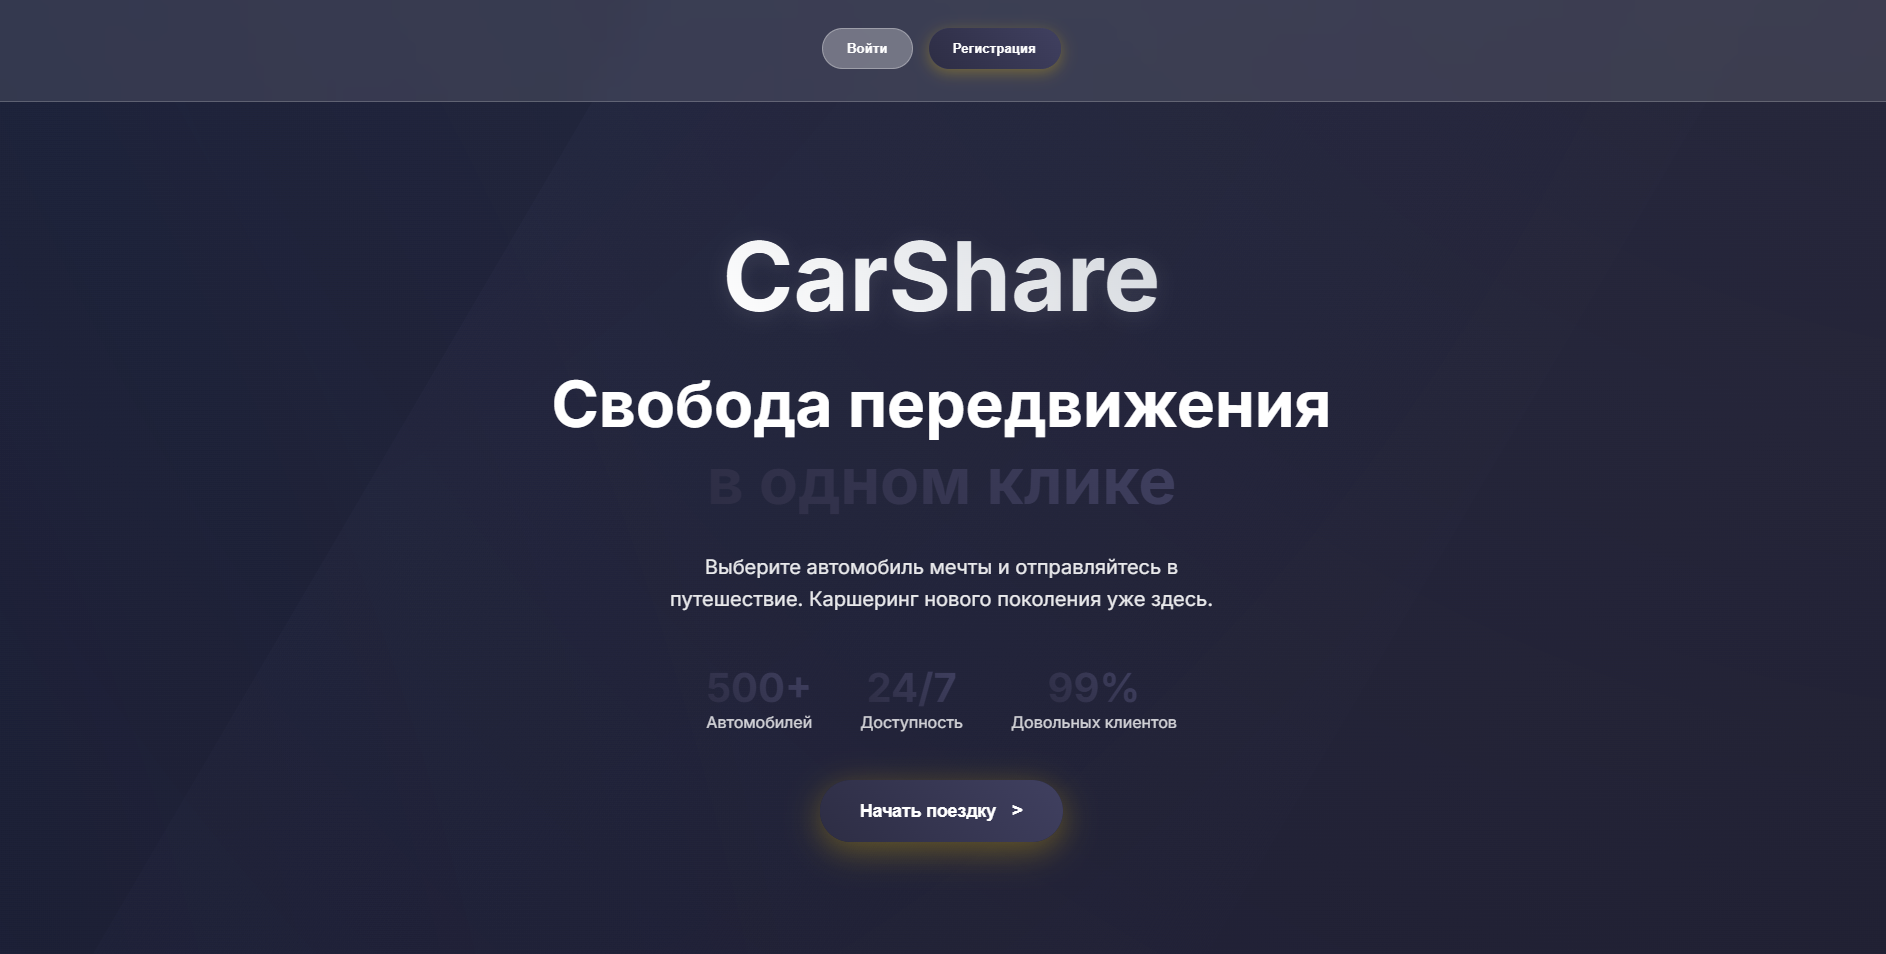 Войти Регистрация
CarShare
Свобода передвижения
в одном клике
Выберите автомобиль мечты и отправляйтесь в
путешествие. Каршеринг нового поколения уже здесь.
500+ 24/7 99%
Автомобилей Доступность Довольных клиентов
Начать поездку >